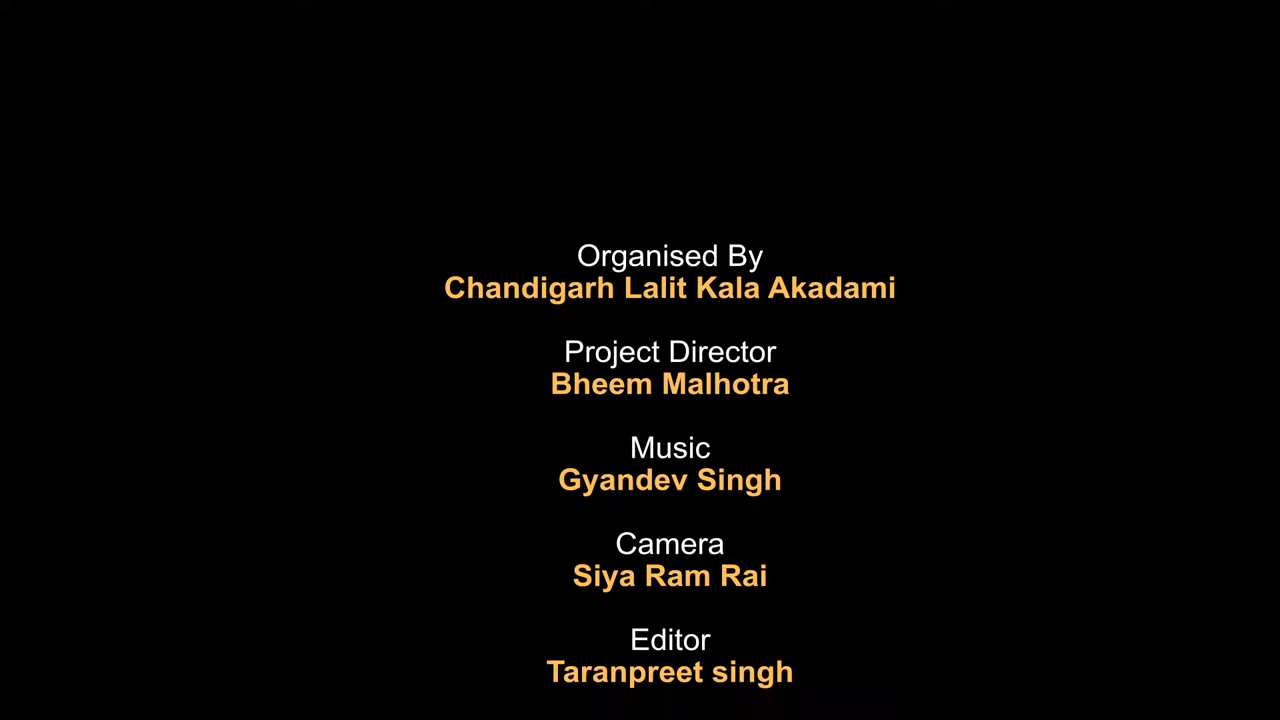 Organised By
Chandigarh Lalit Kala Akadami
Project Director
Bheem Malhotra
Music
Gyandev Singh
Camera
Siya Ram Rai
Editor
Taranpreet singh